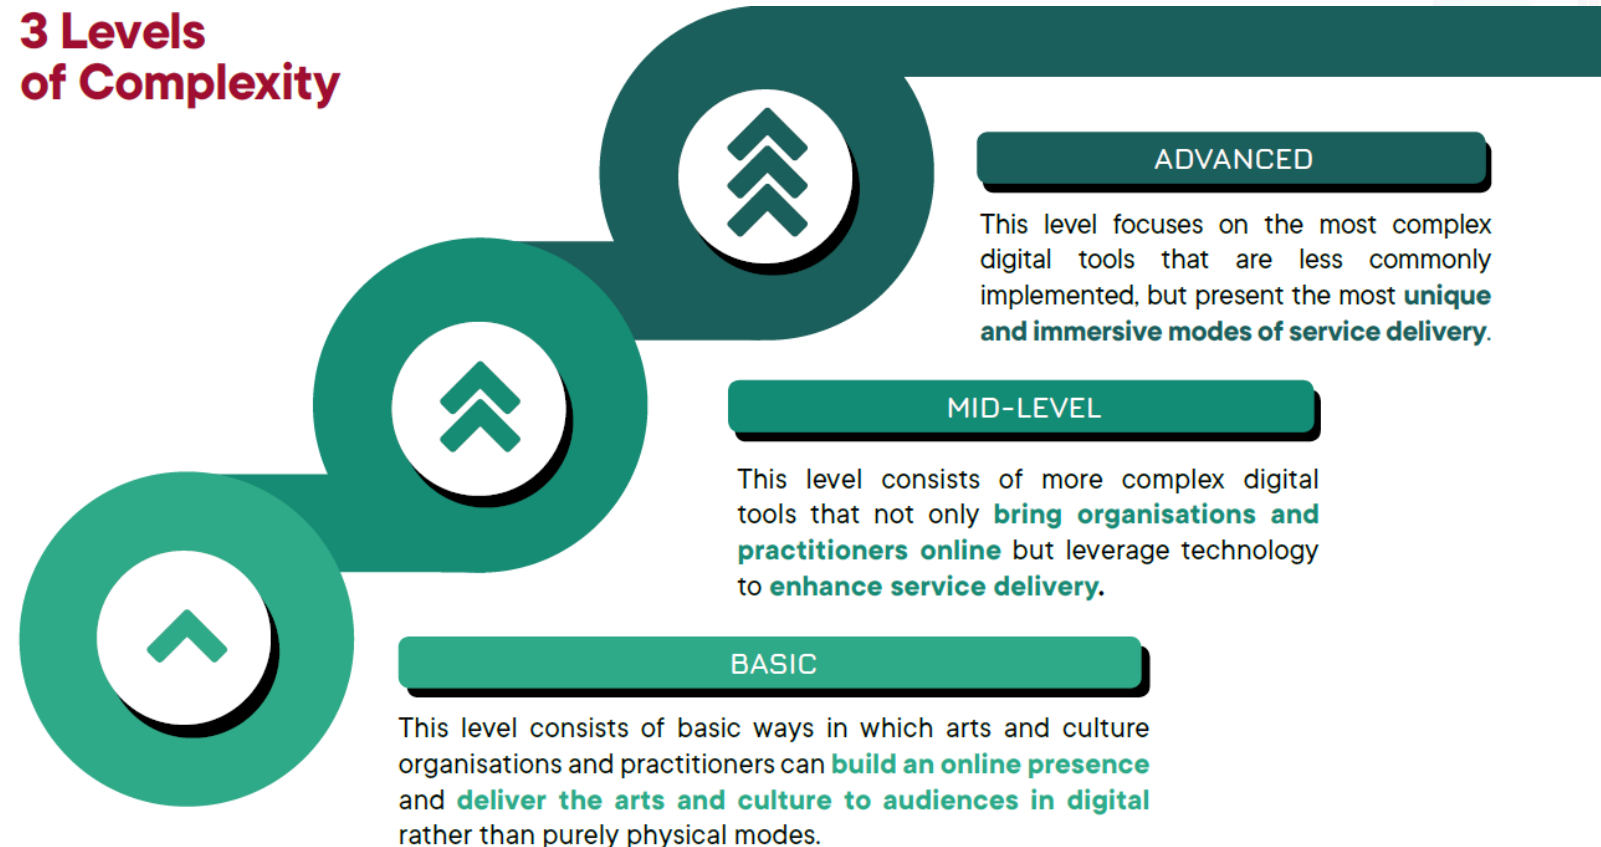 3 Levels
of Complexity
ADVANCED
This level focuses on the most complex
digital tools that are less commonly
implemented, but present the most unique
and immersive modes of service delivery.
MID-LEVEL
This level consists of more complex digital
tools that not only bring organisations and
practitioners online but leverage technology
to enhance service delivery.
BASIC
This level consists of basic ways in which arts and culture
organisations and practitioners can build an online presence
and deliver the arts and culture to audiences in digital
rather than purely physical modes.